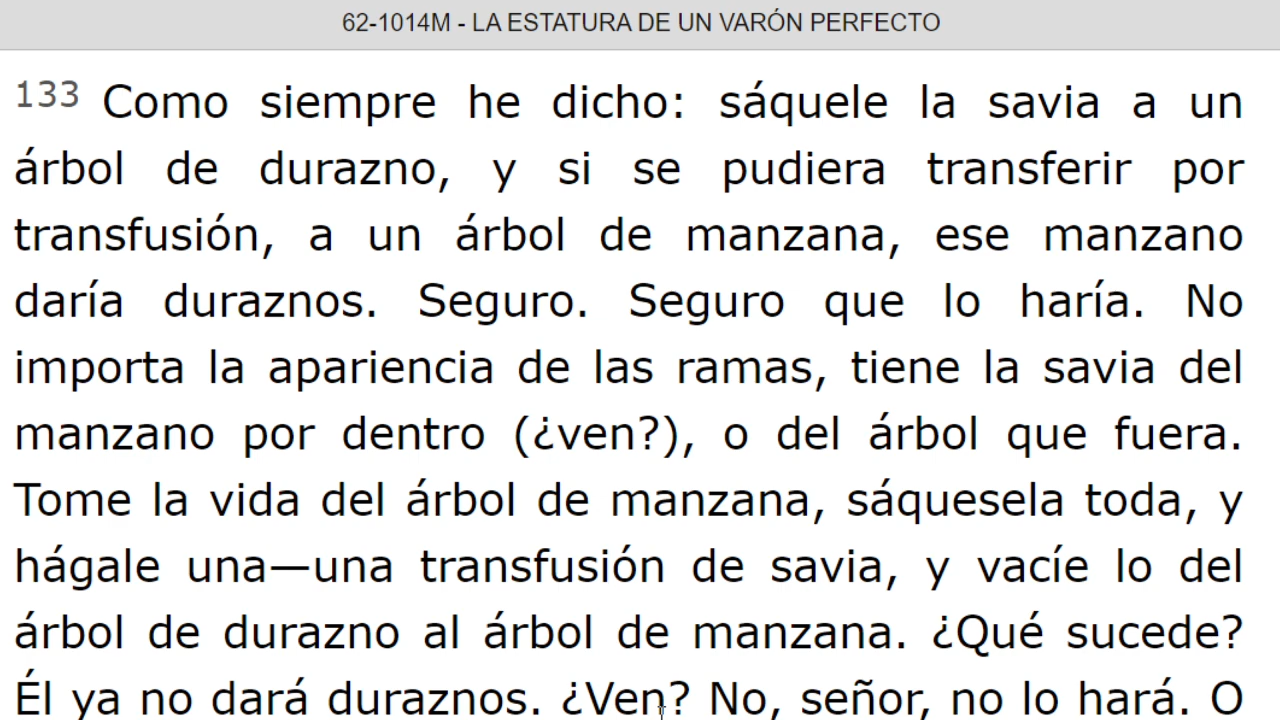 62-1014M - LA ESTATURA DE UN VARÓN PERFECTO
133 Como siempre he dicho: sáquele la savia a un
árbol de durazno, y si se pudiera transferir por
transfusión, a un árbol de manzana, ese manzano
daría duraznos. Seguro. Seguro que lo haría. No
importa la apariencia de las ramas, tiene la savia del
manzano por dentro (¿ven?), o del árbol que fuera.
Tome la vida del árbol de manzana, sáquesela toda, y
hágale una—una transfusión de savia, y vacíe lo del
árbol de durazno al árbol de manzana. ¿Qué sucede?
Él ya no dará duraznos. ¿Ven? No, señor, no lo hará. O